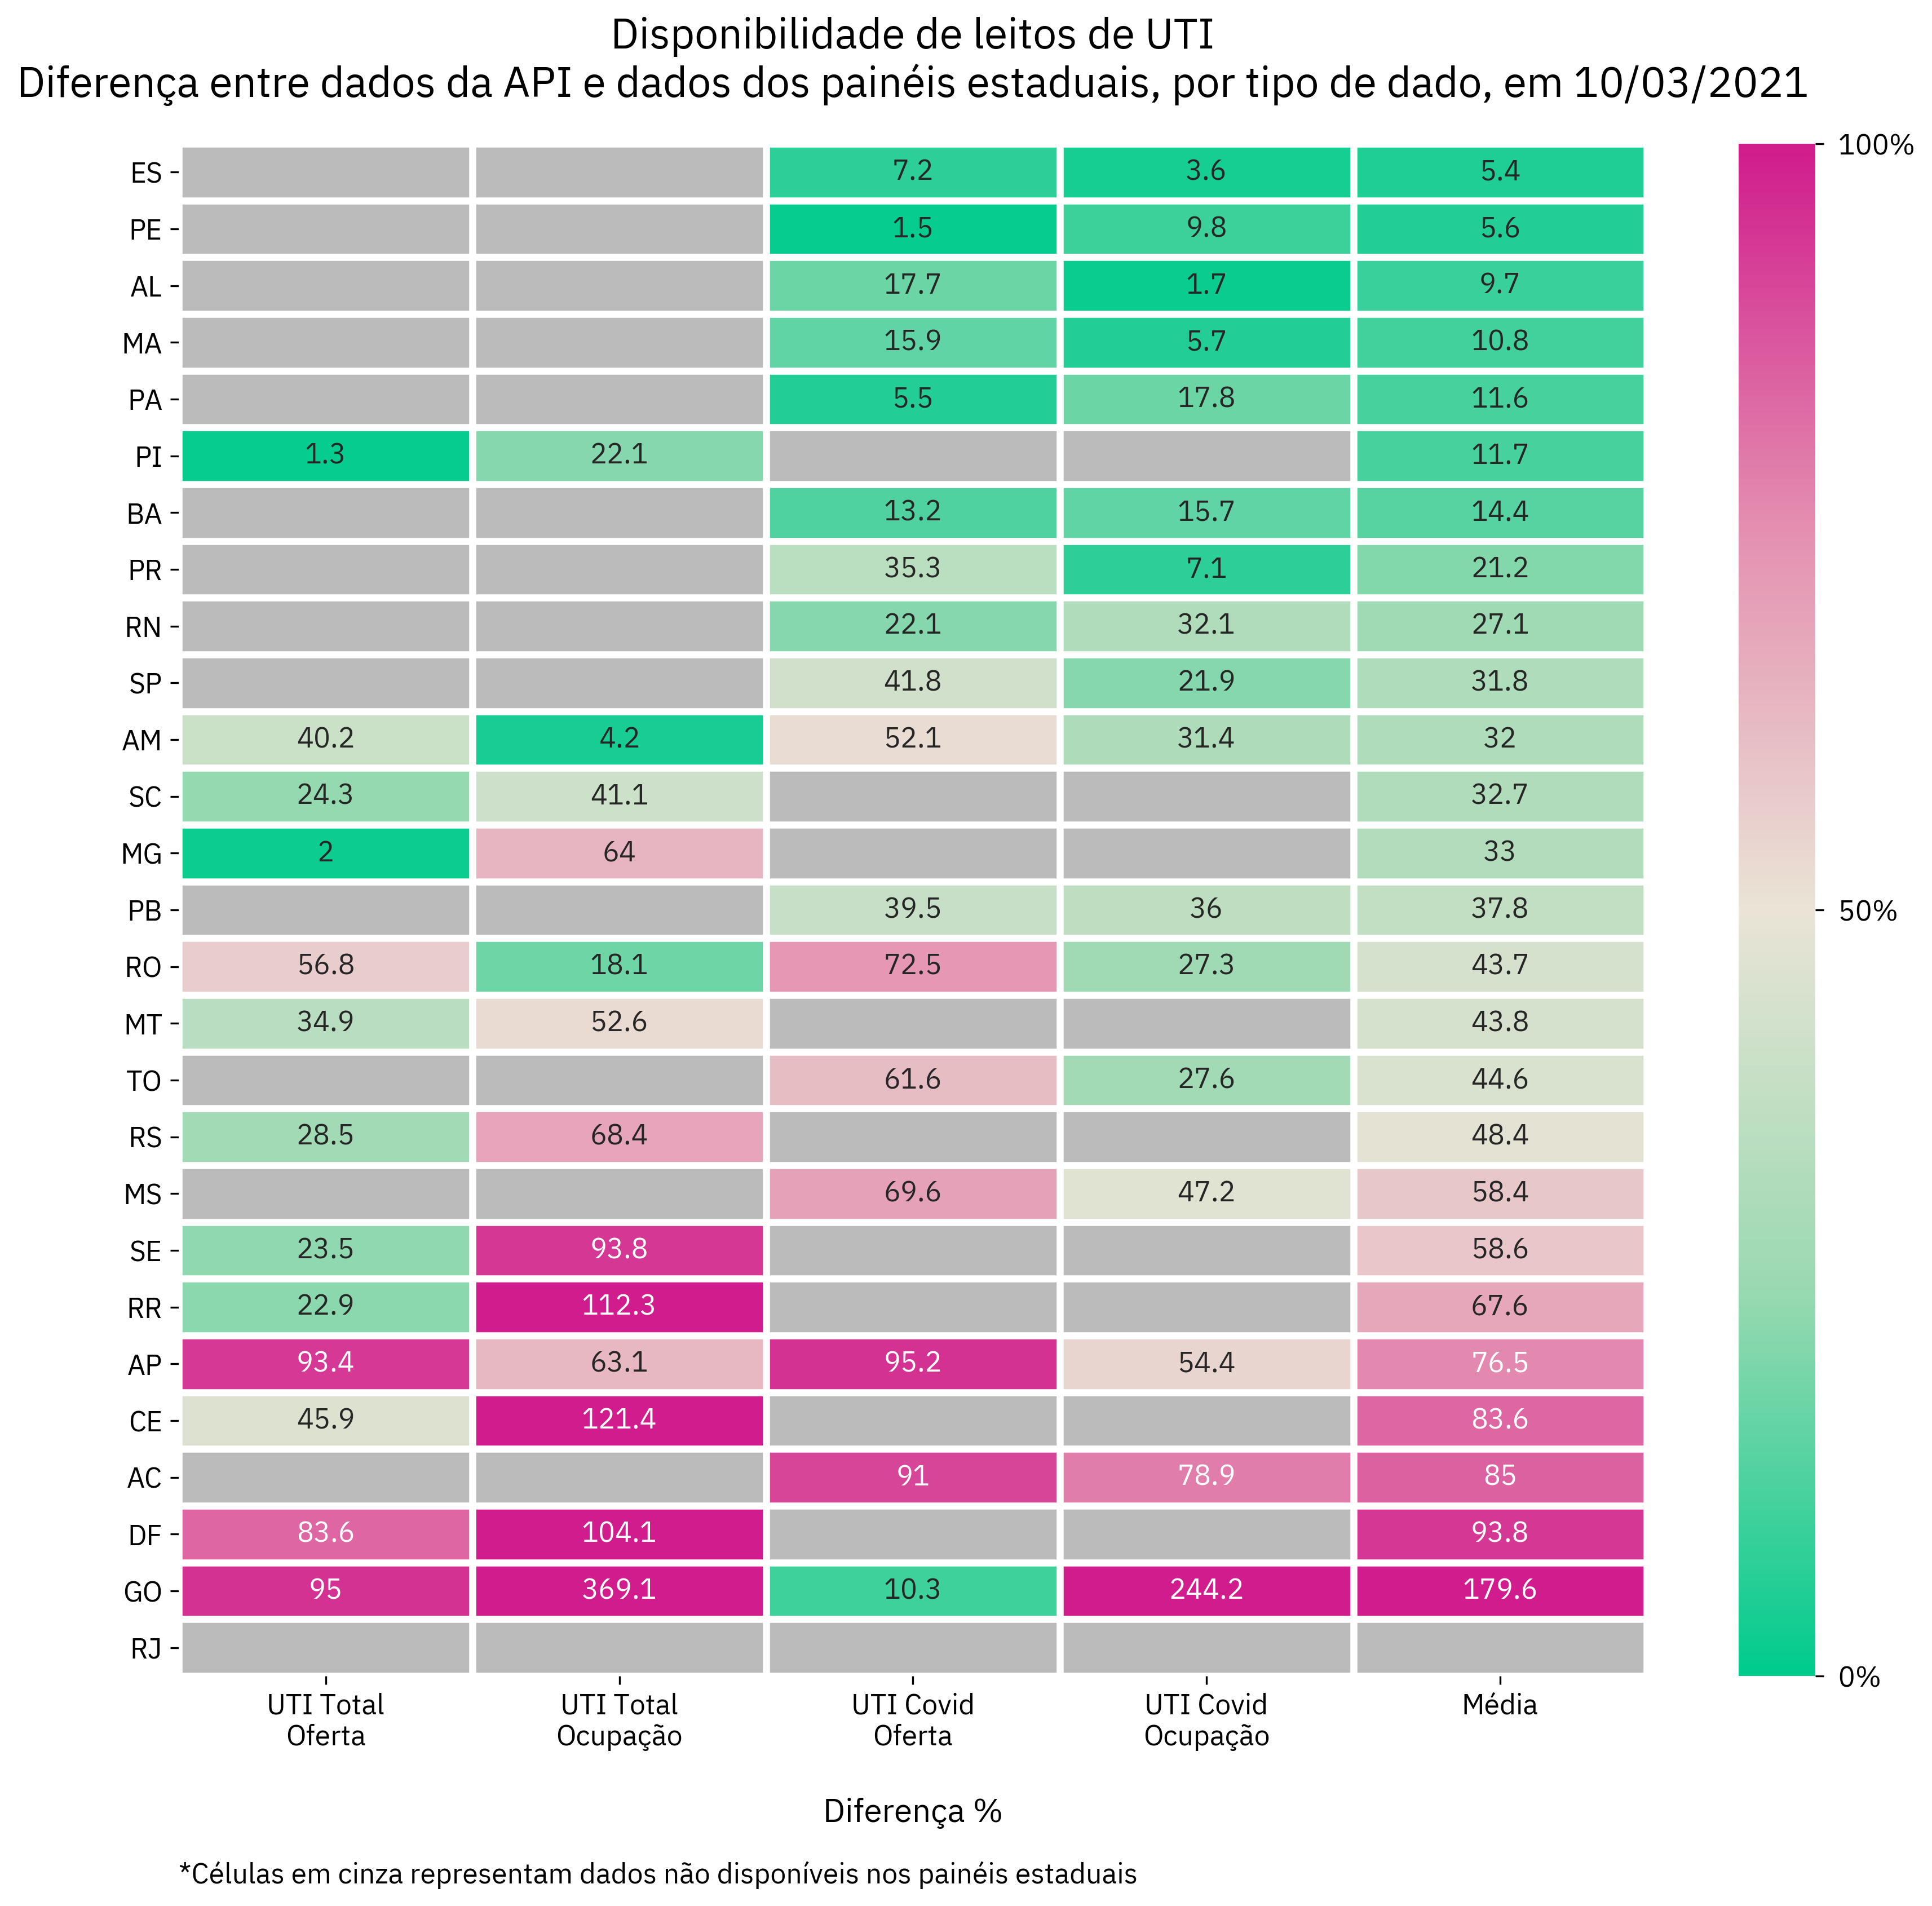 Disponibilidade de leitos de UTI
Diferença entre dados da API e dados dos painéis estaduais, por tipo de dado, em 10/03/2021
100%
ES 7.2 3.6 5.4
PE 1.5 9.8 5.6
AL 17.7 1.7 9.7
MA 15.9 5.7 10.8
PA 5.5 17.8 11.6
PI 1.3 22.1 11.7
BA 13.2 15.7 14.4
PR 35.3 7.1 21.2
RN 22.1 32.1 27.1
SP 41.8 21.9 31.8
AM 40.2 4.2 52.1 31.4 32
SC 24.3 41.1 32.7
MG 2 64 33
PB 39.5 36 37.8
50%
RO 56.8 18.1 72.5 27.3 43.7
MT 34.9 52.6 43.8
TO 61.6 27.6 44.6
RS 28.5 68.4 48.4
MS 69.6 47.2 58.4
SE 23.5 93.8 58.6
RR 22.9 112.3 67.6
AP 93.4 63.1 95.2 54.4 76.5
CE 45.9 121.4 83.6
AC 91 78.9 85
DF 83.6 104.1 93.8
GO 95 369.1 10.3 244.2 179.6
RJ
0%
UTI Total UTI Total UTI Covid UTI Covid Média
Oferta Ocupação Oferta Ocupação
Diferença %
*Células em cinza representam dados não disponíveis nos painéis estaduais